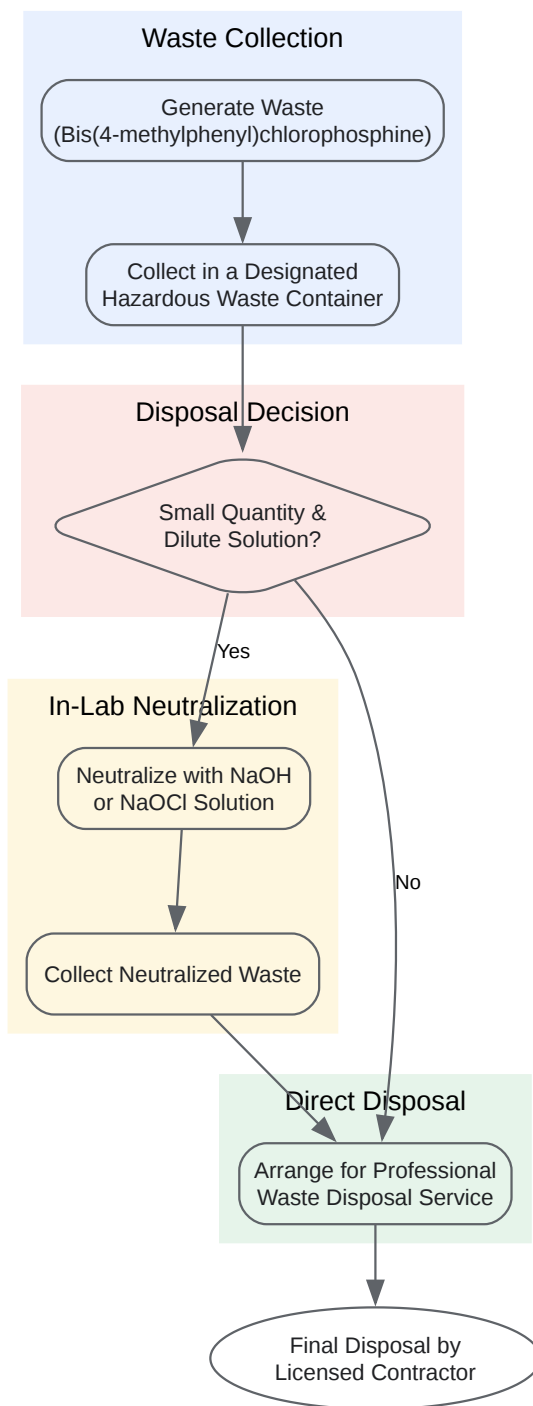 Waste Collection
Generate Waste
(Bis(4-methylphenyl)chlorophosphine)
Collect in a Designated
Hazardous Waste Container
Disposal Decision
Small Quantity &
Dilute Solution?
Yes
In-Lab Neutralization
Neutralize with NaOH
or NaOCl Solution
No
Collect Neutralized Waste
Direct Disposal
Arrange for Professional
Waste Disposal Service
Final Disposal by
Licensed Contractor